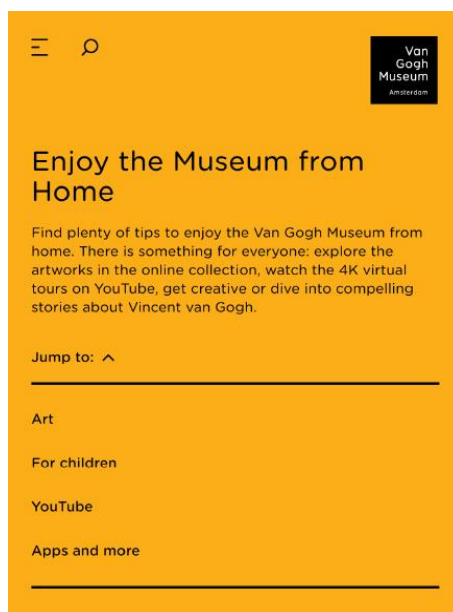 Van
Gogh
Museum
Amsterdam
Enjoy the Museum from
Home
Find plenty of tips to enjoy the Van Gogh Museum from
home. There is something for everyone: explore the
artworks in the online collection, watch the 4K virtual
tours on YouTube, get creative or dive into compelling
stories about Vincent van Gogh.
Jump to:
Art
For children
YouTube
Apps and more